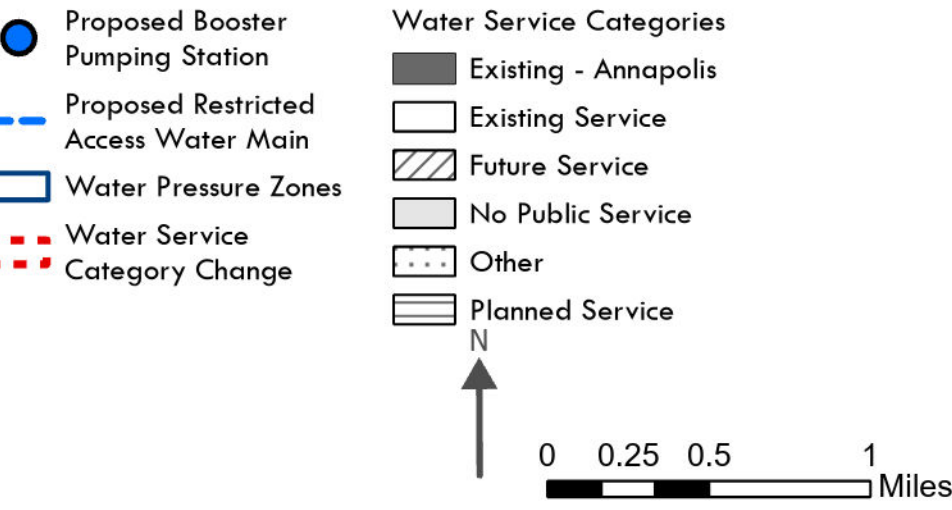 Proposed Booster
Pumping Station
Proposed Restricted
Access Water Main
Water Pressure Zones
Water Service
Category Change
Water Service Categories
Existing - Annapolis
Existing Service
Future Service
No Public Service
Other
Planned Service
N
0 0.25 0.5 1
Miles